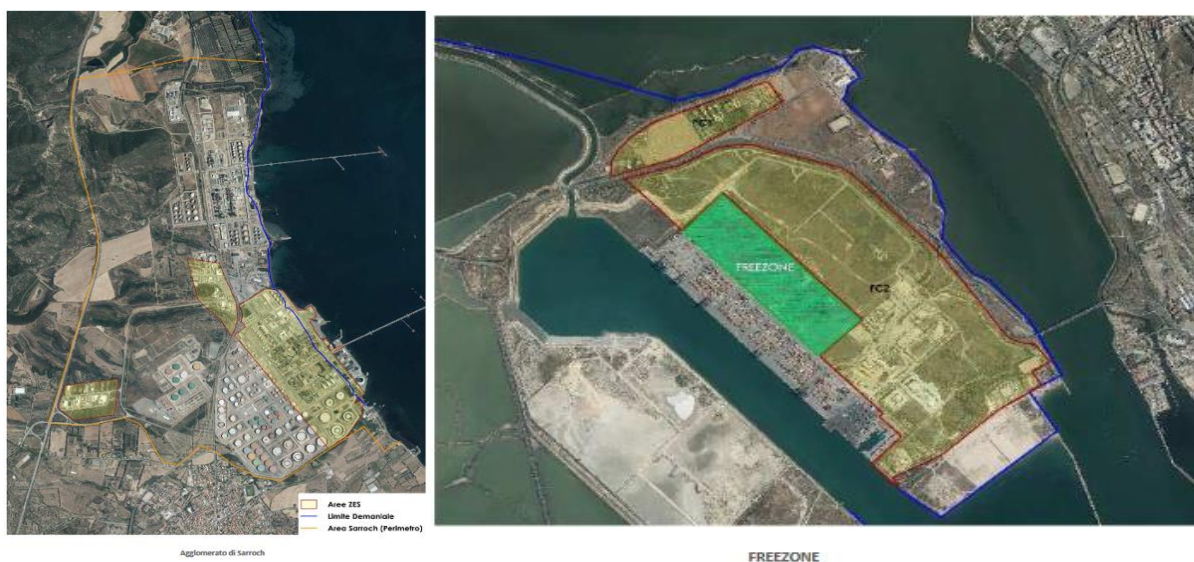 Aree ZES
Limite Demaniale
Area Sarroch (Perimetro)
Agglomerato di Sarroch
FREEZONE
FC2
FREEZONE